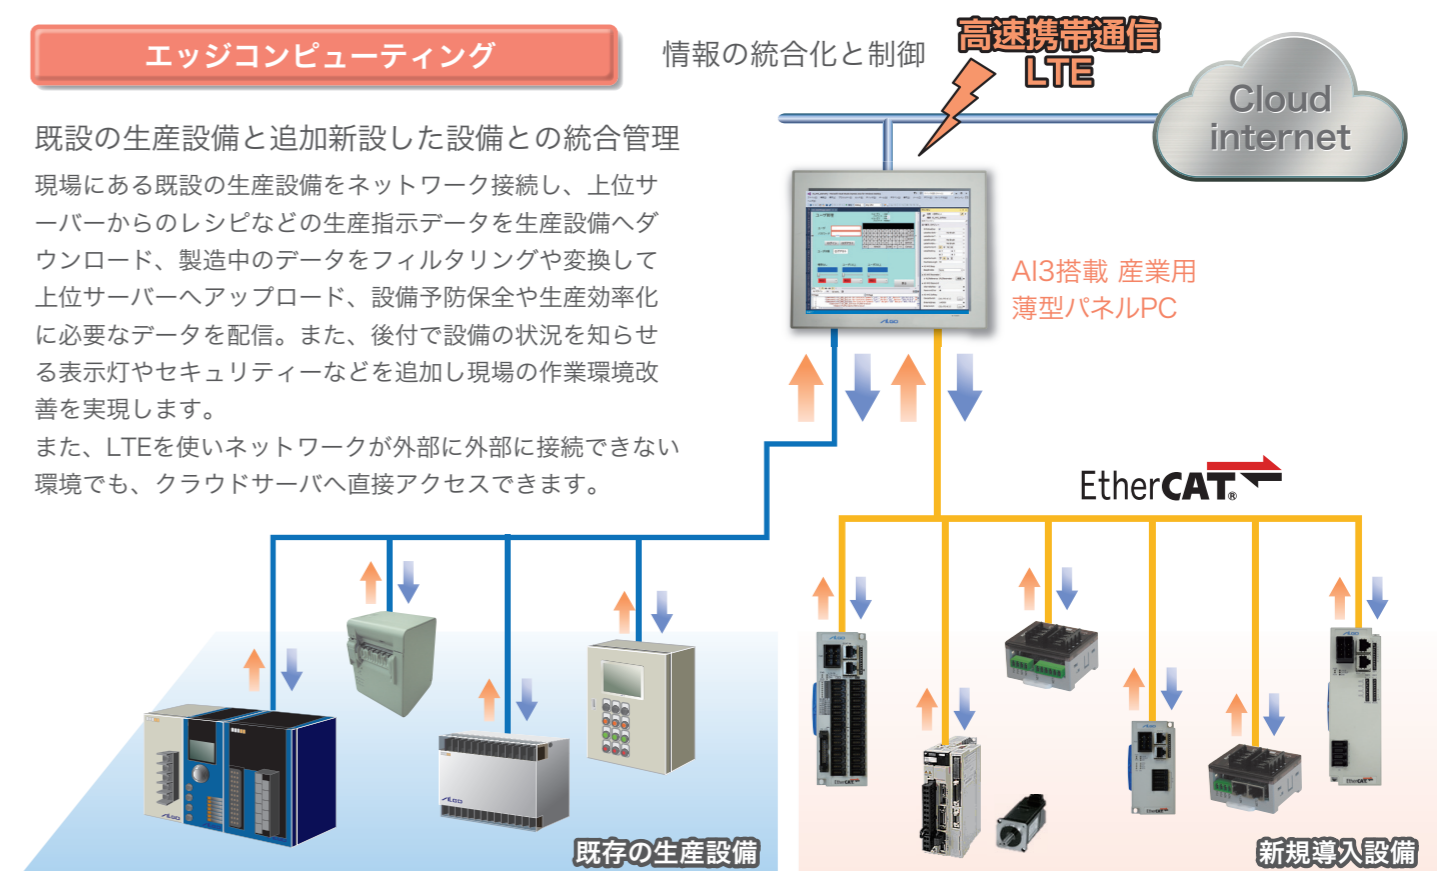 エッジコンピューティング
情報の統合化と制御
高速携帯通信
LTE
Cloud
internet
既設の生産設備と追加新設した設備との統合管理
現場にある既設の生産設備をネットワーク接続し、上位サ
ーバーからのレシピなどの生産指示データを生産設備へダ
ウンロード、製造中のデータをフィルタリングや変換して
上位サーバーへアップロード、設備予防保全や生産効率化
に必要なデータを配信。また、後付で設備の状況を知らせ
る表示灯やセキュリティーなどを追加し現場の作業環境改
善を実現します。
また、LTEを使いネットワークが外部に外部に接続できない
環境でも、クラウドサーバへ直接アクセスできます。
AI3搭載 産業用
薄型パネルPC
ALGO
EtherCAT®
ALGO
ALGO
ALGO
ALGO
EtherCAT
EtherCAT
EtherCAT
既存の生産設備
新規導入設備